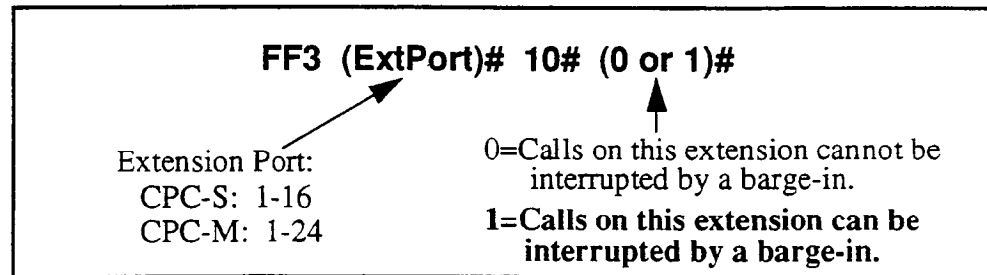 FF3 (ExtPort)# 10# (0 or 1)#
Extension Port:
CPC-S: 1-16
CPC-M: 1-24
0=Calls on this extension cannot be
interrupted by a barge-in.
1=Calls on this extension can be
interrupted by a barge-in.